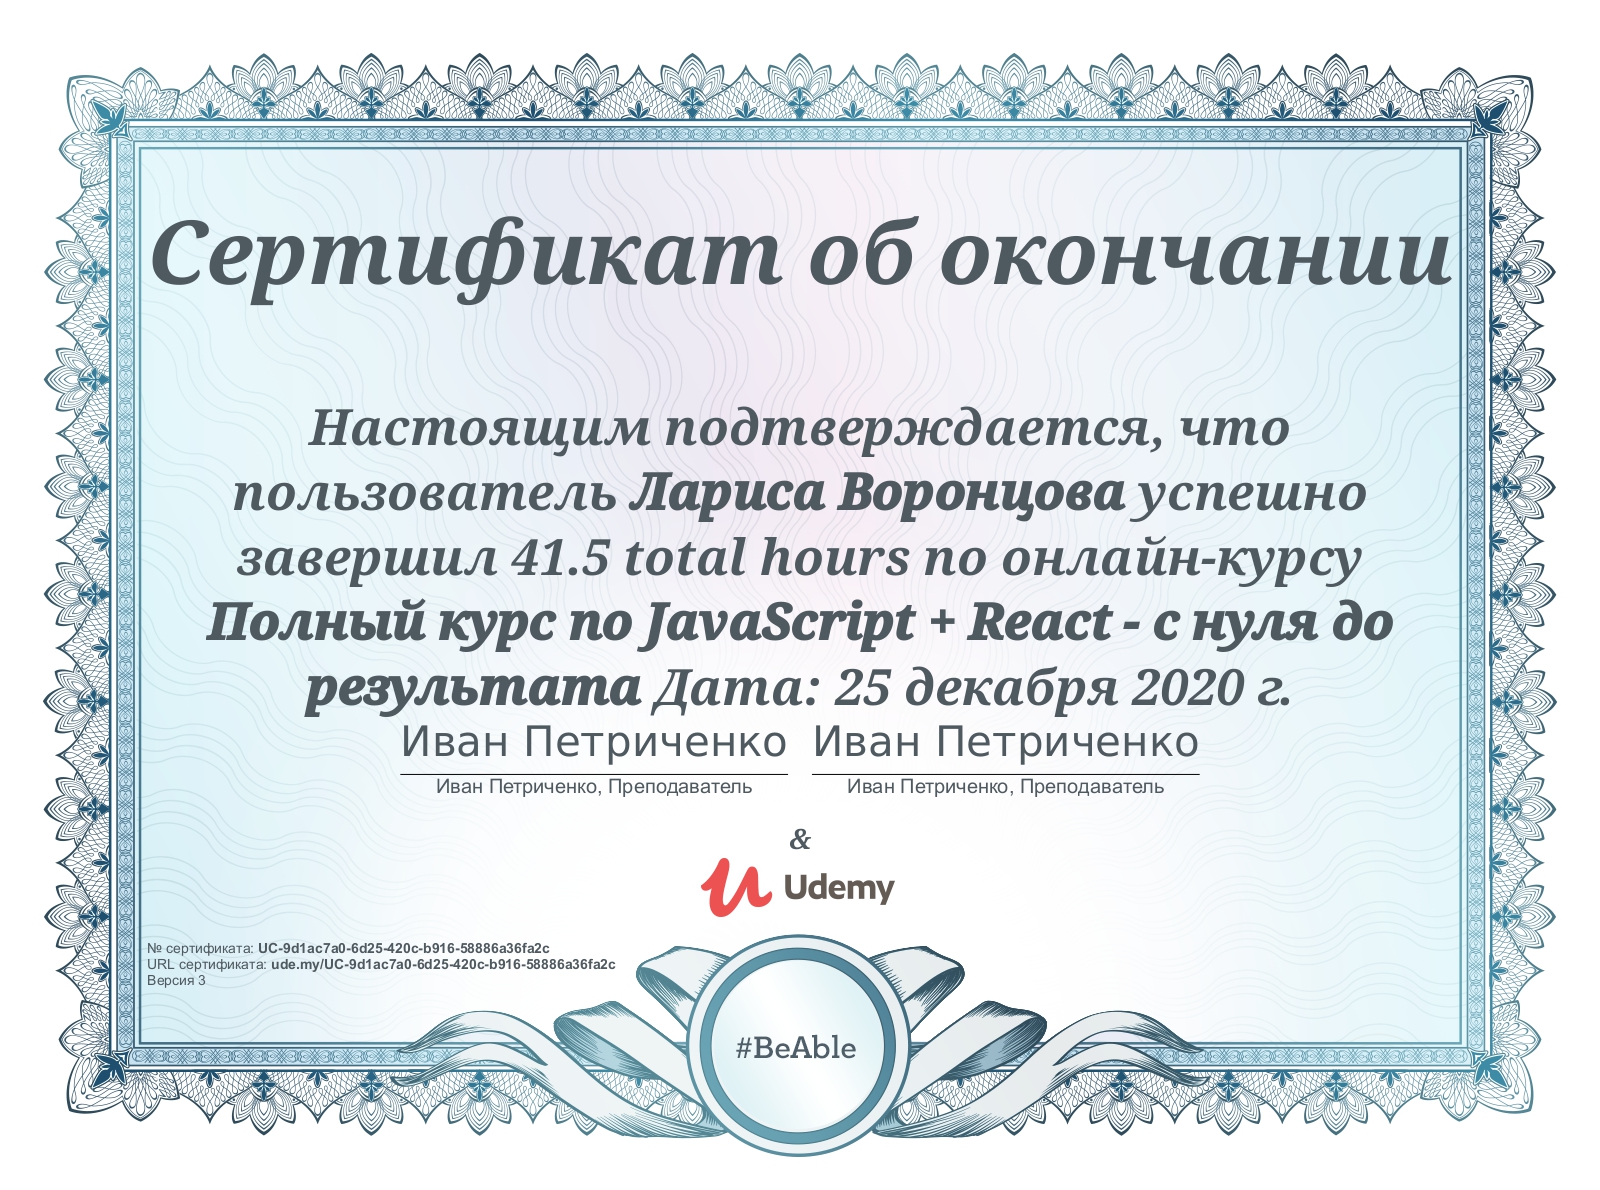 Сертификат об окончании
Настоящим подтверждается, что
пользователь Лариса Воронцова успешно
завершил 41.5 total hours по онлайн-курсу
Полный курс по JavaScript + React - с нуля до
результата Дата: 25 декабря 2020 г.
Иван Петриченко Иван Петриченко
Иван Петриченко, Преподаватель Иван Петриченко, Преподаватель
&
Udemy
№ сертификата: UC-9d1ac7a0-6d25-420c-b916-58886a36fa2c
URL сертификата: ude.my/UC-9d1ac7a0-6d25-420c-b916-58886a36fa2c
Версия 3
#BeAble